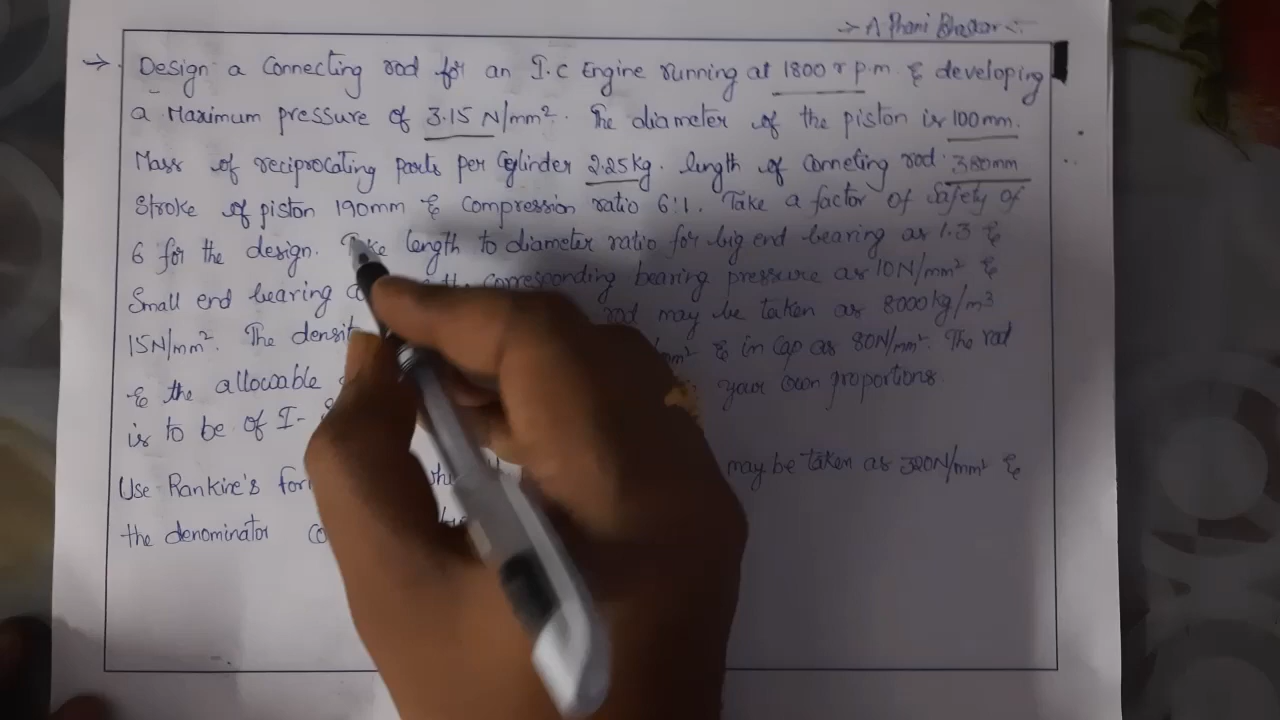 → A Phani Bhaskar
→ Design a Connecting rod for an I.C Engine running at 1800 r.p.m. & developing
a Maximum pressure of 3.15 N/mm². The diameter of the piston is 100mm.
Mass of reciprocating parts per Cylinder 2.25kg. length of conneting rod 380mm
Stroke of piston 190mm & Compression ratio 6:1. Take a factor of Safety of
6 for the design. Take length to diameter ratio for big end bearing as 1.3 &
Small end bearing corresponding bearing pressure as 10N/mm² &
15N/mm². The rod may be taken as 8000kg/m³
& the allowable & in Cap as 80N/mm². The rod
is to be of I- your own proportions.
Use Rankine's may be taken as 320N/mm² &
the denominator